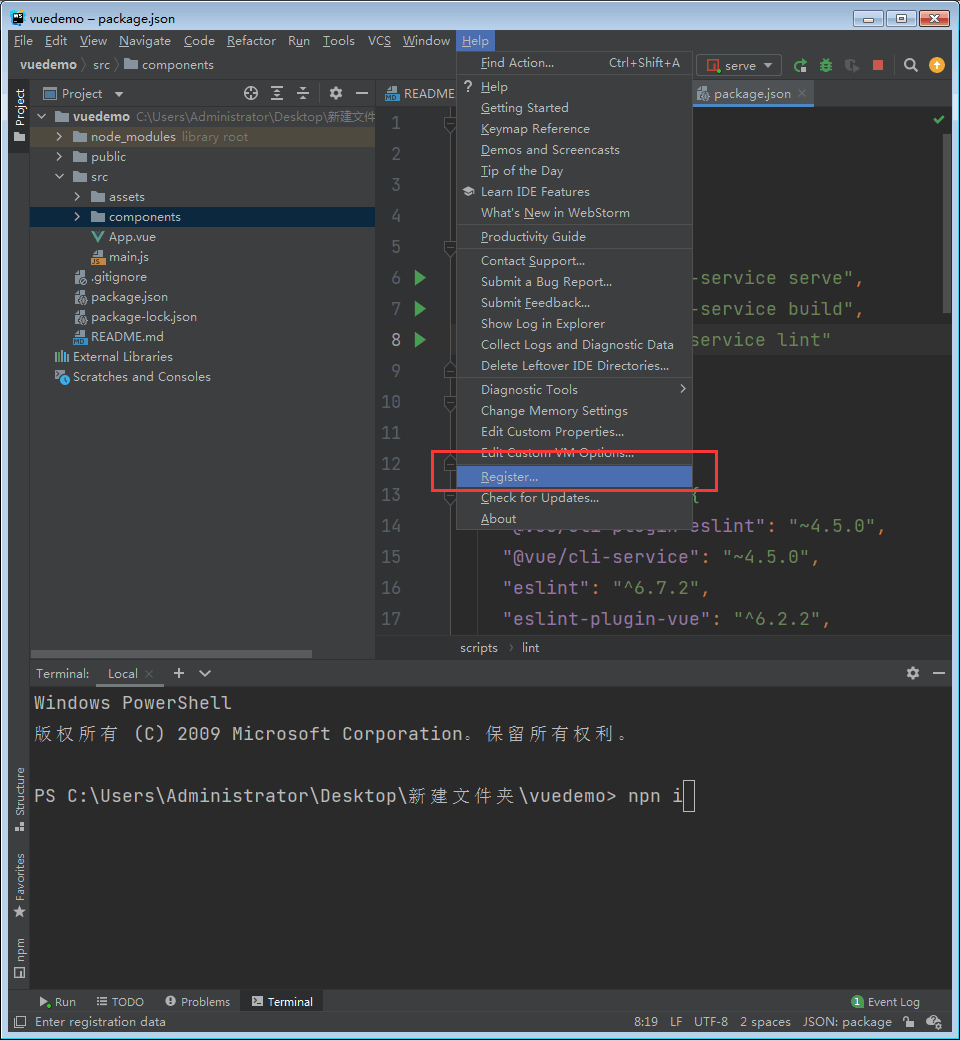 vuedemo – package.json
File Edit View Navigate Code Refactor Run Tools VCS Window Help
vuedemo src components
serve
Project
Project
README
package.json
vuedemo C:\Users\Administrator\Desktop\新建文件
node_modules library root
public
src
assets
components
App.vue
main.js
.gitignore
package.json
package-lock.json
README.md
External Libraries
Scratches and Consoles
Find Action... Ctrl+Shift+A
? Help
Getting Started
Keymap Reference
Demos and Screencasts
Tip of the Day
Learn IDE Features
What's New in WebStorm
Productivity Guide
Contact Support...
Submit a Bug Report...
Submit Feedback...
Show Log in Explorer
Collect Logs and Diagnostic Data
Delete Leftover IDE Directories...
Diagnostic Tools
Change Memory Settings
Edit Custom Properties...
Edit Custom VM Options...
Register...
Check for Updates...
About
1
2
3
4
5
6 -service serve",
7 -service build",
8 service lint"
9
10
11
12
13 {
14 "@vue/cli-plugin-eslint": "~4.5.0",
15 "@vue/cli-service": "~4.5.0",
16 "eslint": "^6.7.2",
17 "eslint-plugin-vue": "^6.2.2",
scripts lint
Terminal: Local
Windows PowerShell
版权所有 (C) 2009 Microsoft Corporation。保留所有权利。
PS C:\Users\Administrator\Desktop\新建文件夹\vuedemo> npn i
Structure
Favorites
npm
Run TODO Problems Terminal 1 Event Log
Enter registration data 8:19 LF UTF-8 2 spaces JSON: package